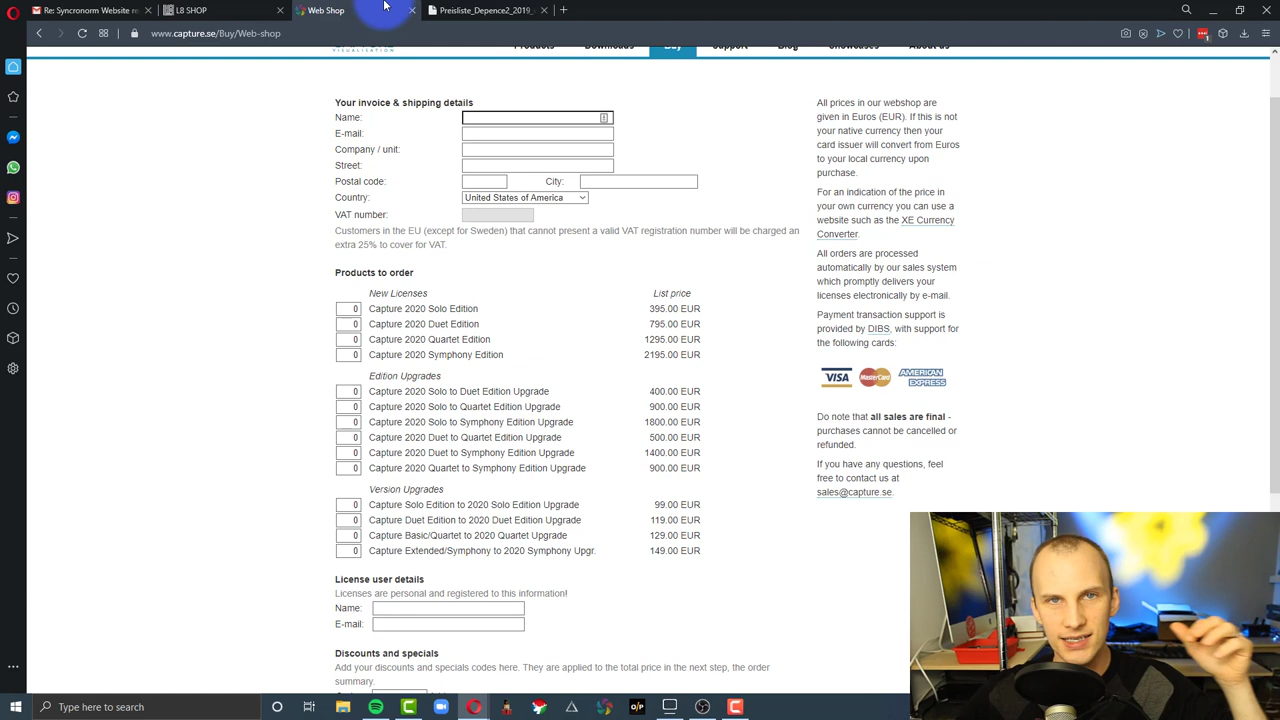 Re: Syncronorm Website re
L8 SHOP
Web Shop
Preisliste_Depence2_2019_
www.capture.se/Buy/Web-shop
VISUALISATION
Products Downloads Buy Support Blog Showcases About us
Your invoice & shipping details
Name:
E-mail:
Company / unit:
Street:
Postal code: City:
Country: United States of America
VAT number:
Customers in the EU (except for Sweden) that cannot present a valid VAT registration number will be charged an
extra 25% to cover for VAT.
Products to order
New Licenses List price
0 Capture 2020 Solo Edition 395.00 EUR
0 Capture 2020 Duet Edition 795.00 EUR
0 Capture 2020 Quartet Edition 1295.00 EUR
0 Capture 2020 Symphony Edition 2195.00 EUR
Edition Upgrades
0 Capture 2020 Solo to Duet Edition Upgrade 400.00 EUR
0 Capture 2020 Solo to Quartet Edition Upgrade 900.00 EUR
0 Capture 2020 Solo to Symphony Edition Upgrade 1800.00 EUR
0 Capture 2020 Duet to Quartet Edition Upgrade 500.00 EUR
0 Capture 2020 Duet to Symphony Edition Upgrade 1400.00 EUR
0 Capture 2020 Quartet to Symphony Edition Upgrade 900.00 EUR
Version Upgrades
0 Capture Solo Edition to 2020 Solo Edition Upgrade 99.00 EUR
0 Capture Duet Edition to 2020 Duet Edition Upgrade 119.00 EUR
0 Capture Basic/Quartet to 2020 Quartet Upgrade 129.00 EUR
0 Capture Extended/Symphony to 2020 Symphony Upgr. 149.00 EUR
License user details
Licenses are personal and registered to this information!
Name:
E-mail:
Discounts and specials
Add your discounts and specials codes here. They are applied to the total price in the next step, the order
summary.
All prices in our webshop are
given in Euros (EUR). If this is not
your native currency then your
card issuer will convert from Euros
to your local currency upon
purchase.
For an indication of the price in
your own currency you can use a
website such as the XE Currency
Converter.
All orders are processed
automatically by our sales system
which promptly delivers your
licenses electronically by e-mail.
Payment transaction support is
provided by DIBS, with support for
the following cards:
VISA MasterCard AMERICAN
EXPRESS
Do note that all sales are final -
purchases cannot be cancelled or
refunded.
If you have any questions, feel
free to contact us at
sales@capture.se.
Type here to search
o/p